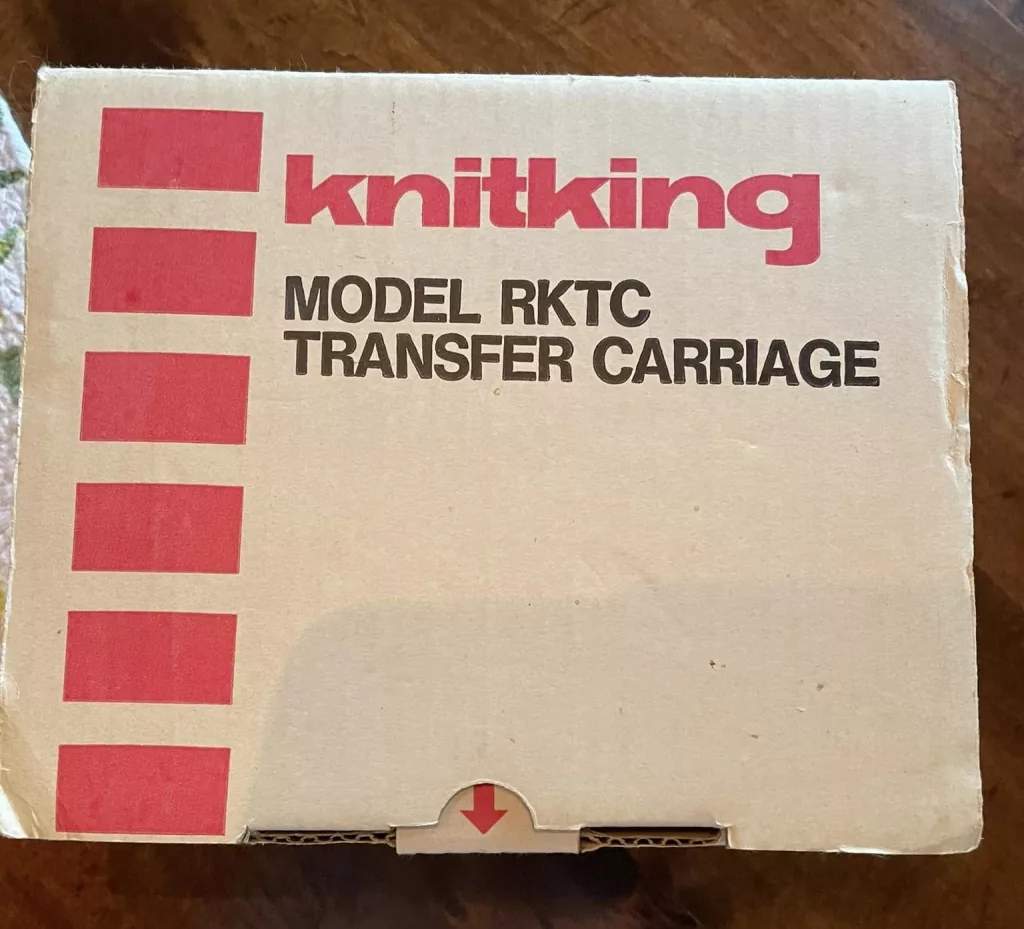 knitking
MODEL RKTC
TRANSFER CARRIAGE